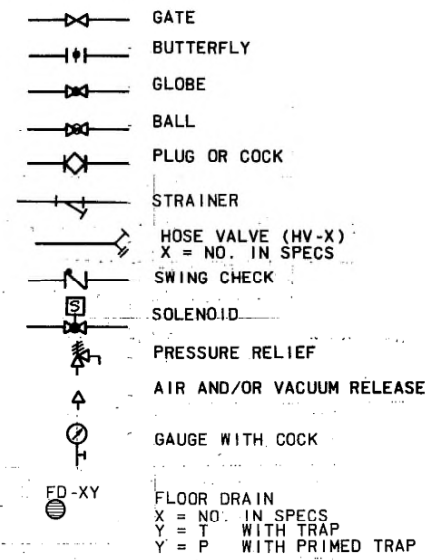 GATE
BUTTERFLY
GLOBE
BALL
PLUG OR COCK
STRAINER
HOSE VALVE (HV-X)
X = NO. IN SPECS
SWING CHECK
S
SOLENOID
PRESSURE RELIEF
AIR AND/OR VACUUM RELEASE
GAUGE WITH COCK
FD-XY
FLOOR DRAIN
X = NO. IN SPECS
Y = T WITH TRAP
Y = P WITH PRIMED TRAP